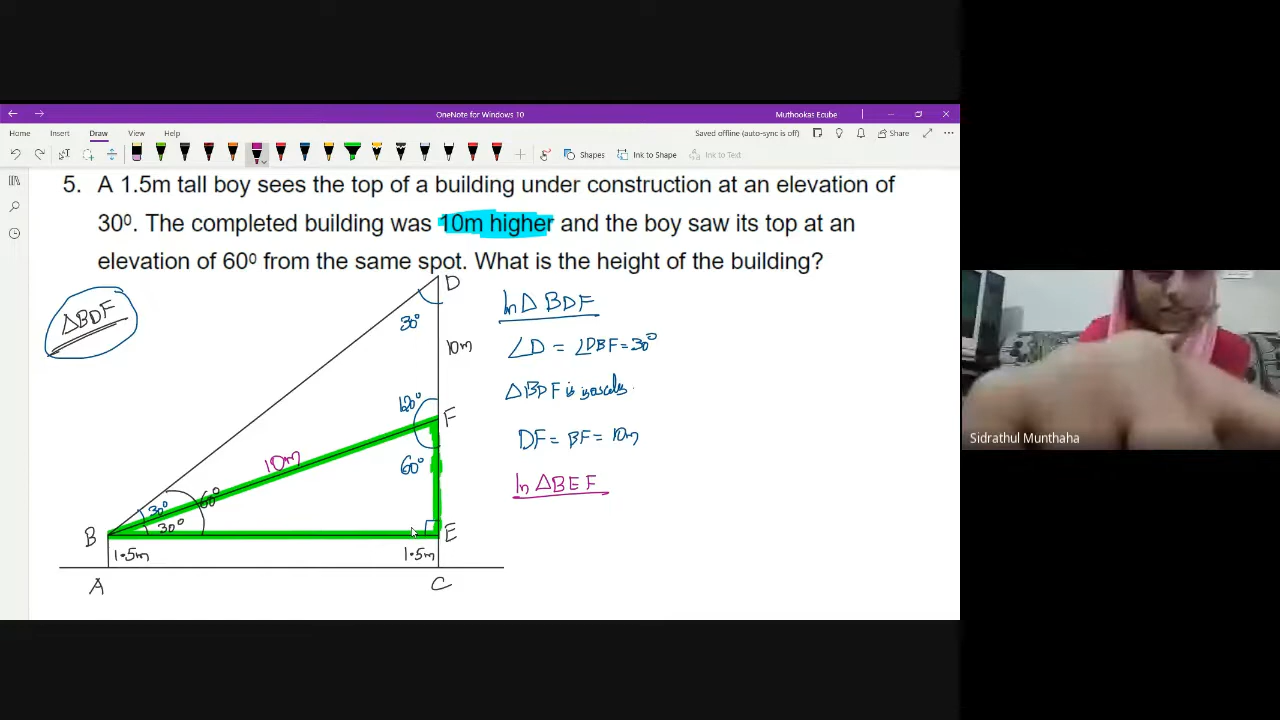 OneNote for Windows 10
Muthookas Ecube
Home Insert Draw View Help
Saved offline (auto-sync is off)
Share
Shapes
Ink to Shape
Ink to Text
5. A 1.5m tall boy sees the top of a building under construction at an elevation of
30⁰. The completed building was 10m higher and the boy saw its top at an
elevation of 60⁰ from the same spot. What is the height of the building?
ΔBDF
D
30°
10m
120°
F
10m
60°
60°
30°
30°
B
E
1.5m
1.5m
A
C
In Δ BDF
∠D = ∠DBF = 30°
ΔBDF is isosceles.
DF = BF = 10m
In ΔBEF
Sidrathul Munthaha